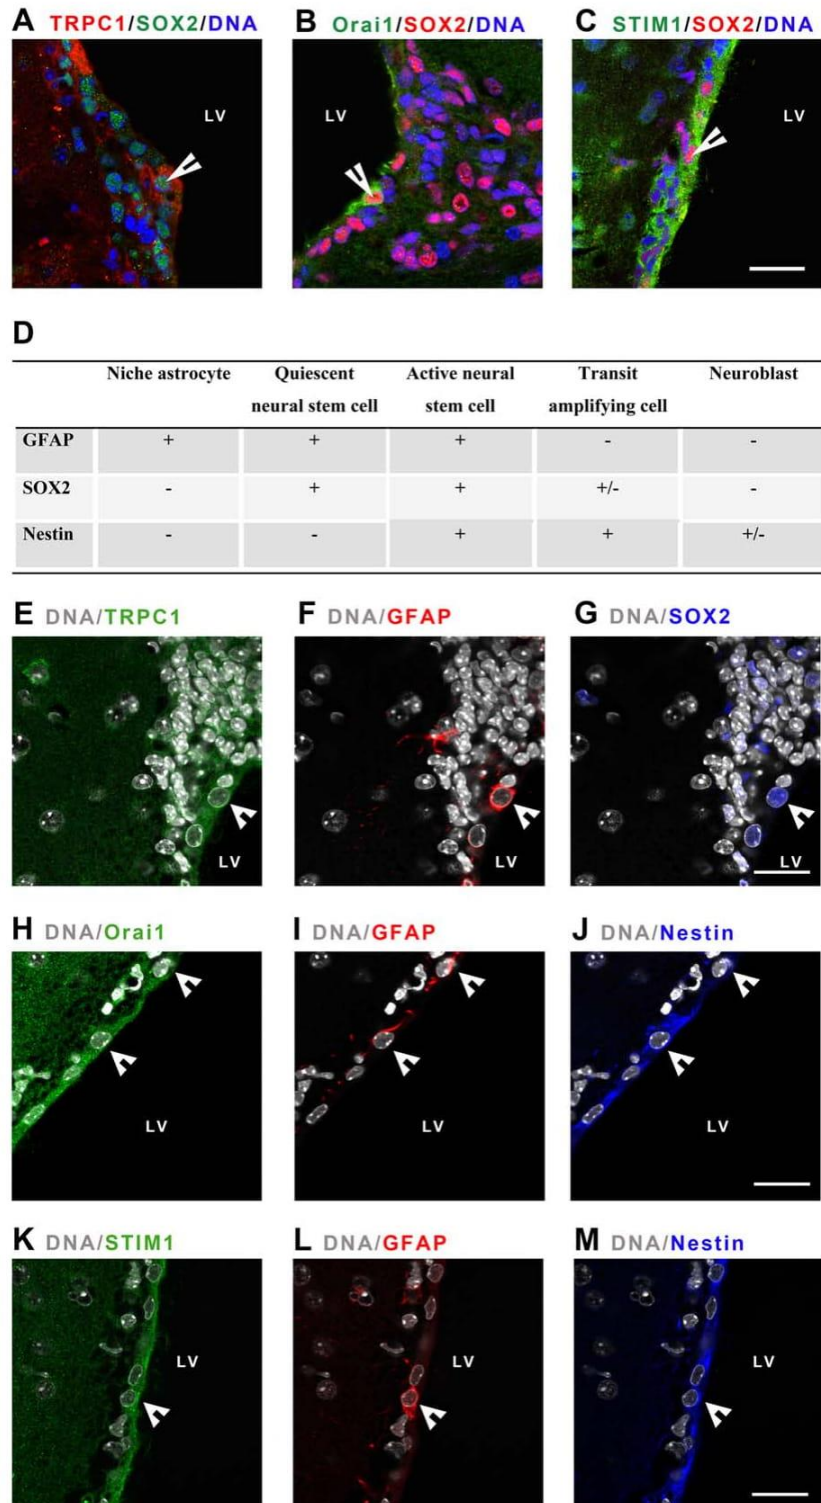 A TRPC1/SOX2/DNA B Orai1/SOX2/DNA C STIM1/SOX2/DNA
LV LV LV
D
Niche astrocyte Quiescent neural stem cell Active neural stem cell Transit amplifying cell Neuroblast
GFAP + + + - -
SOX2 - + + +/- -
Nestin - - + + +/-
E DNA/TRPC1 F DNA/GFAP G DNA/SOX2
LV LV LV
H DNA/Orai1 I DNA/GFAP J DNA/Nestin
LV LV LV
K DNA/STIM1 L DNA/GFAP M DNA/Nestin
LV LV LV